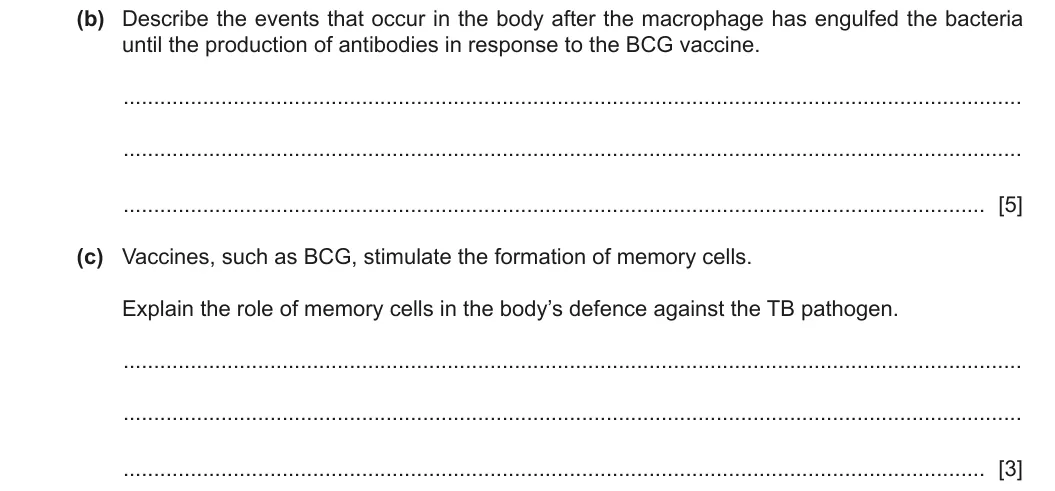 (b) Describe the events that occur in the body after the macrophage has engulfed the bacteria
until the production of antibodies in response to the BCG vaccine.
..........................................................................................................................................................
..........................................................................................................................................................
.................................................................................................................................................... [5]
(c) Vaccines, such as BCG, stimulate the formation of memory cells.
Explain the role of memory cells in the body’s defence against the TB pathogen.
..........................................................................................................................................................
..........................................................................................................................................................
.................................................................................................................................................... [3]